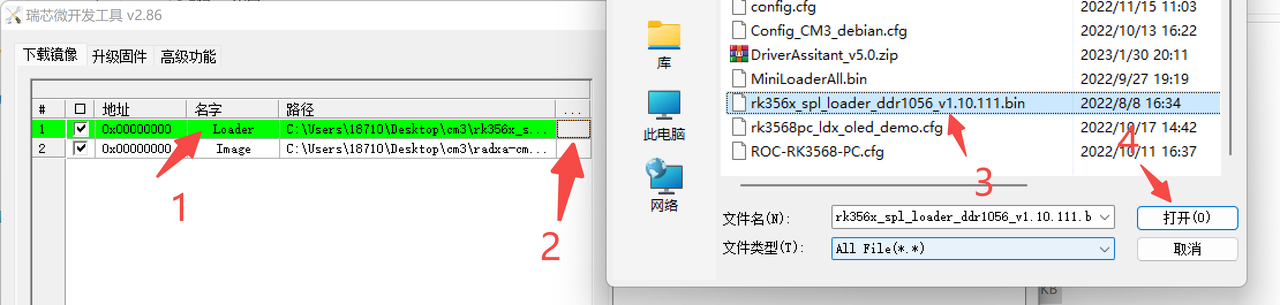 瑞芯微开发工具 v2.86
下载镜像 升级固件 高级功能
# 地址 名字 路径 ...
1 0x00000000 Loader C:\Users\18710\Desktop\cm3\rk356x_s...
2 0x00000000 Image C:\Users\18710\Desktop\cm3\radxa-cm...
1
2
库
此电脑
网络
config.cfg 2022/11/15 11:03
Config_CM3_debian.cfg 2022/10/13 16:22
DriverAssitant_v5.0.zip 2023/1/30 20:11
MiniLoaderAll.bin 2022/9/27 19:19
rk356x_spl_loader_ddr1056_v1.10.111.bin 2022/8/8 16:34
rk3568pc_ldx_oled_demo.cfg 2022/10/17 14:42
ROC-RK3568-PC.cfg 2022/10/11 16:37
3
4
文件名(N): rk356x_spl_loader_ddr1056_v1.10.111.b 打开(O)
文件类型(T): All File(*.*) 取消
KB